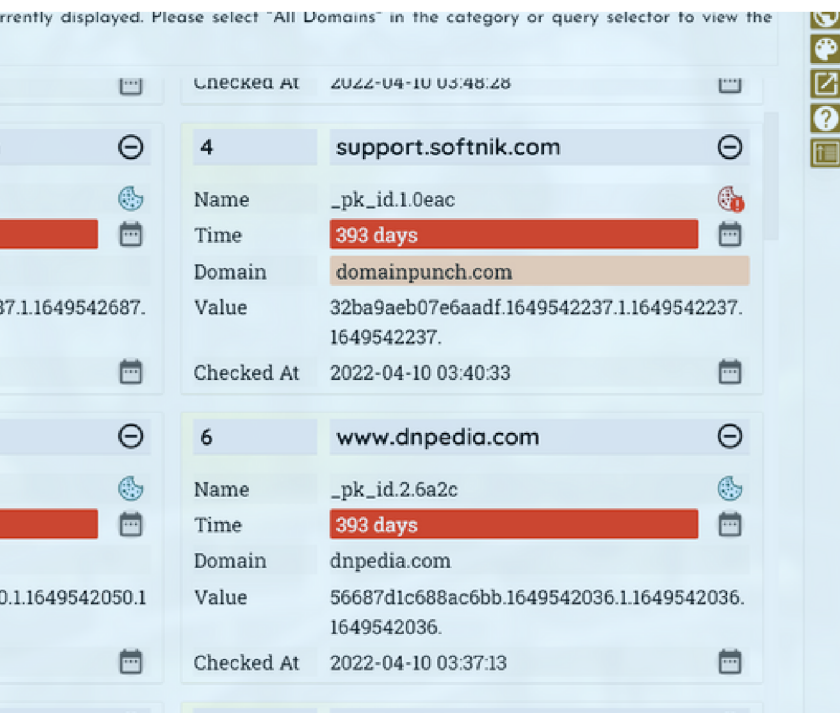 currently displayed. Please select "All Domains" in the category or query selector to view the
Checked At 2022-04-10 03:48:28
4 support.softnik.com
Name _pk_id.1.0eac
Time 393 days
Domain domainpunch.com
37.1.1649542687.
Value 32ba9aeb07e6aadf.1649542237.1.1649542237.
1649542237.
Checked At 2022-04-10 03:40:33
6 www.dnpedia.com
Name _pk_id.2.6a2c
Time 393 days
Domain dnpedia.com
0.1.1649542050.1
Value 56687d1c688ac6bb.1649542036.1.1649542036.
1649542036.
Checked At 2022-04-10 03:37:13